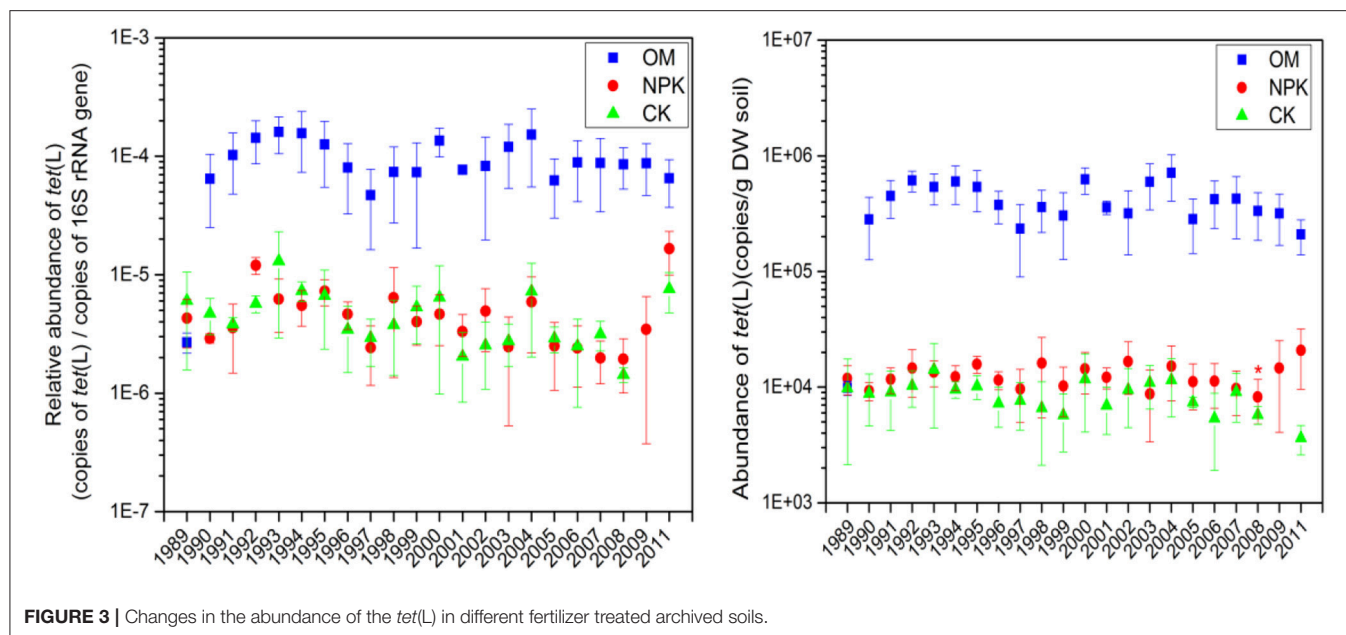 Relative abundance of tet(L)
(copies of tet(L) / copies of 16S rRNA gene)
1E-3
1E-4
1E-5
1E-6
1E-7
OM
NPK
CK
1989
1990
1991
1992
1993
1994
1995
1996
1997
1998
1999
2000
2001
2002
2003
2004
2005
2006
2007
2008
2009
2011
Abundance of tet(L)(copies/g DW soil)
1E+07
1E+06
1E+05
1E+04
1E+03
OM
NPK
CK
*
1989
1990
1991
1992
1993
1994
1995
1996
1997
1998
1999
2000
2001
2002
2003
2004
2005
2006
2007
2008
2009
2011
FIGURE 3 | Changes in the abundance of the tet(L) in different fertilizer treated archived soils.